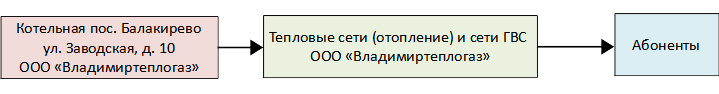 Котельная пос. Балакирево
ул. Заводская, д. 10
ООО «Владимиртеплогаз»
Тепловые сети (отопление) и сети ГВС
ООО «Владимиртеплогаз»
Абоненты